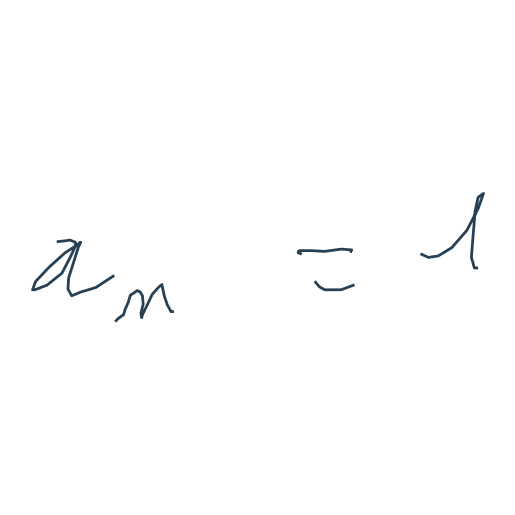 a_n = 1